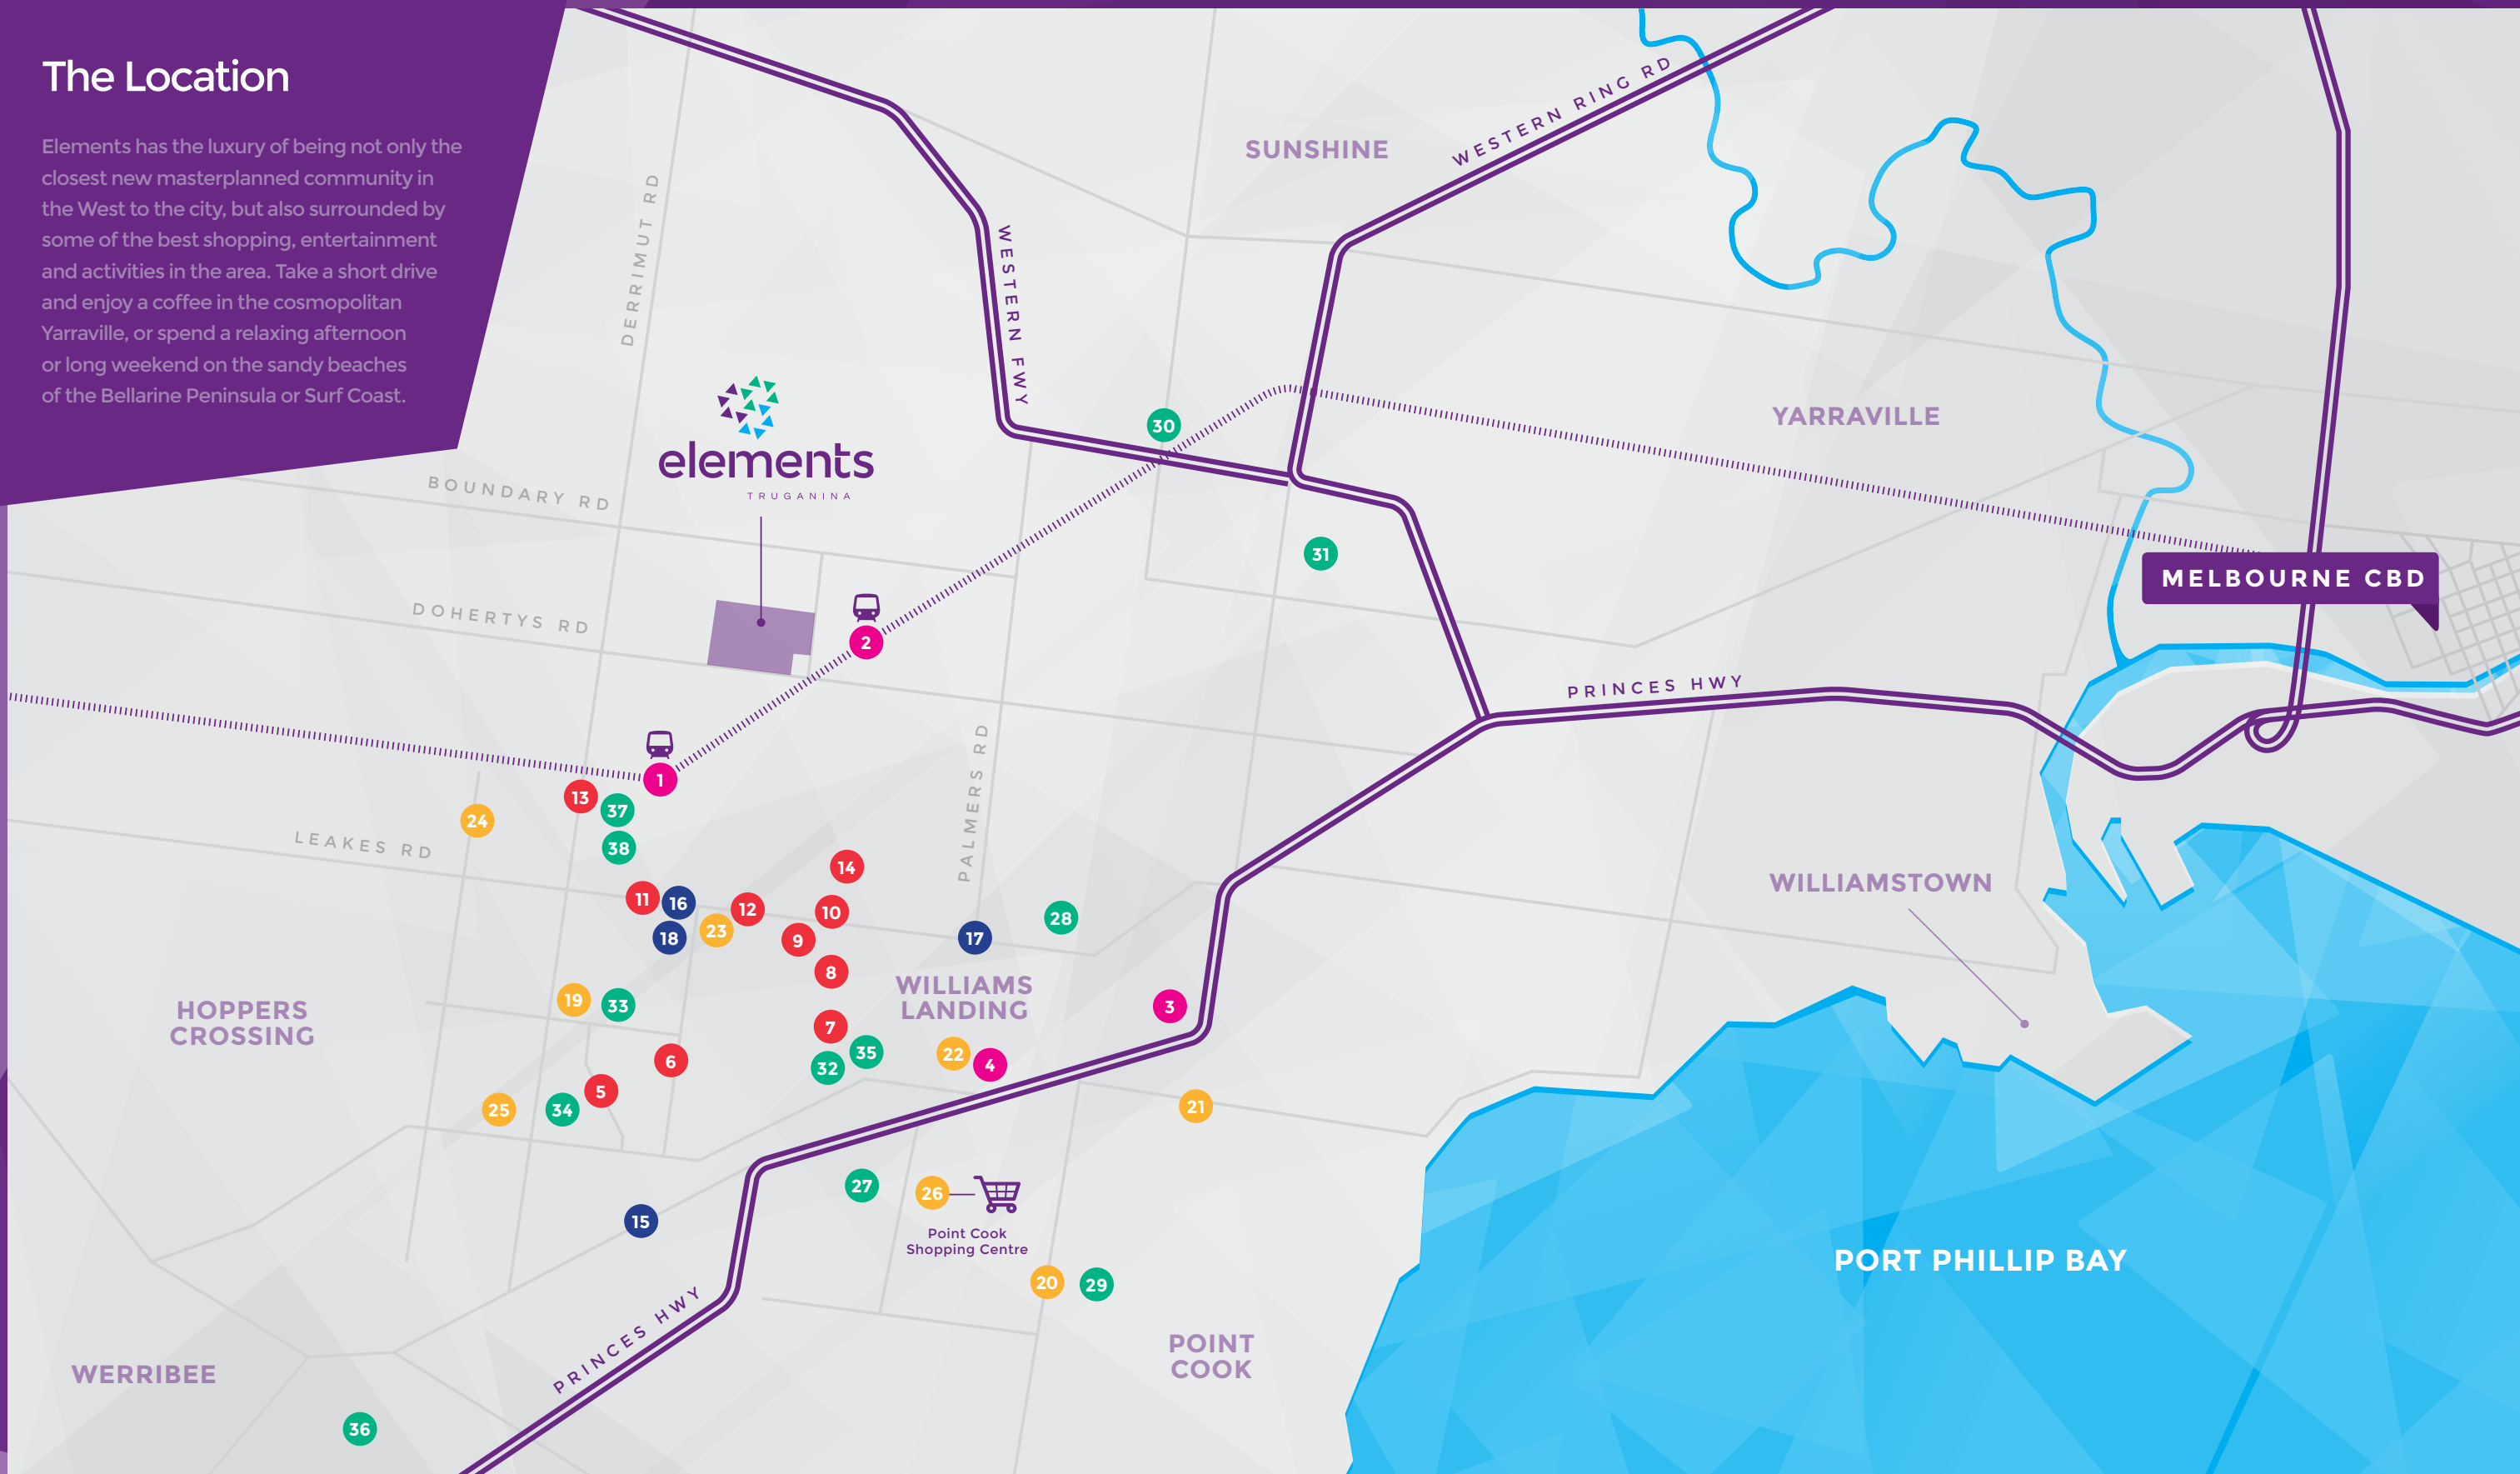 The Location
Elements has the luxury of being not only the
closest new masterplanned community in
the West to the city, but also surrounded by
some of the best shopping, entertainment
and activities in the area. Take a short drive
and enjoy a coffee in the cosmopolitan
Yarraville, or spend a relaxing afternoon
or long weekend on the sandy beaches
of the Bellarine Peninsula or Surf Coast.
WESTERN RING RD
SUNSHINE
DERRIMUT RD
WESTERN FWY
YARRAVILLE
30
elements
TRUGANINA
BOUNDARY RD
31
MELBOURNE CBD
DOHERTYS RD
2
PRINCES HWY
1
PALMERS RD
13
37
24
38
LEAKES RD
14
WILLIAMSTOWN
11
16
12
10
28
18
23
9
17
8
WILLIAMS
LANDING
19
33
3
HOPPERS
CROSSING
7
35
22
4
6
32
5
25
34
21
27
26
Point Cook
Shopping Centre
15
PORT PHILLIP BAY
20
29
PRINCES HWY
POINT
COOK
WERRIBEE
36